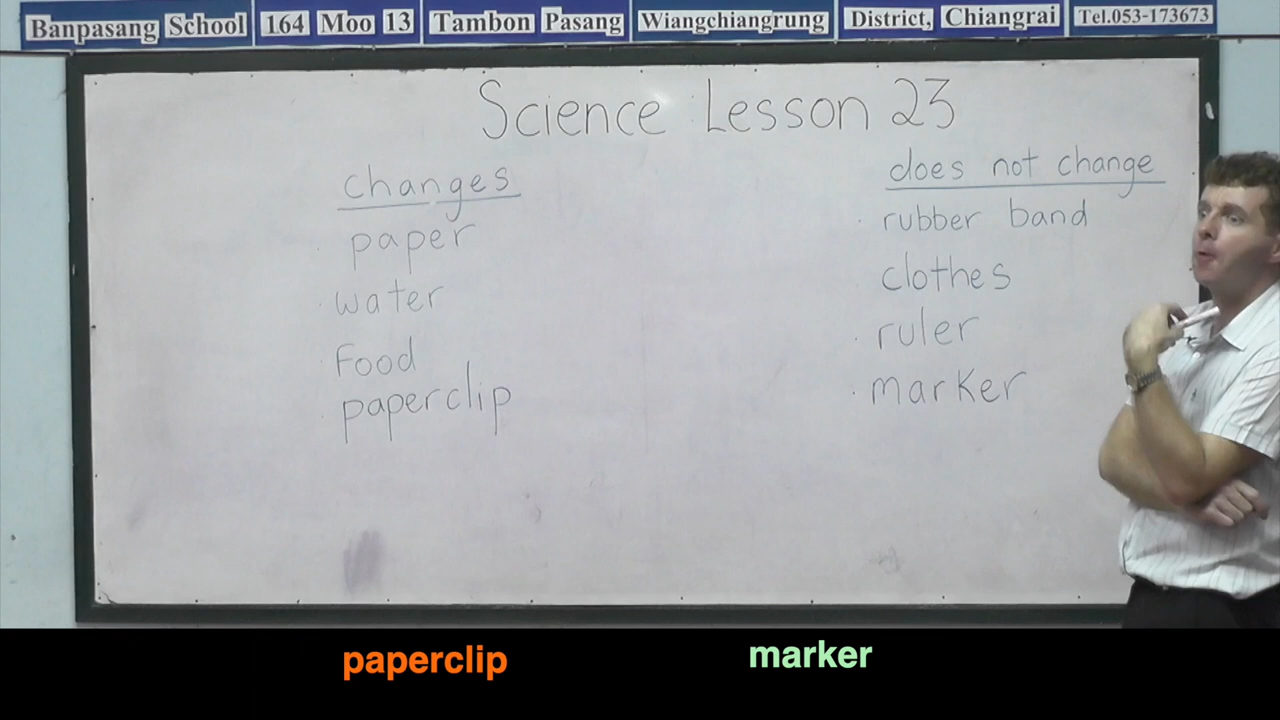 Banpasang School 164 Moo 13 Tambon Pasang Wiangchiangrung District, Chiangrai Tel.053-173673
Science Lesson 23
changes
paper
water
Food
paperclip
does not change
rubber band
clothes
ruler
marker
paperclip marker